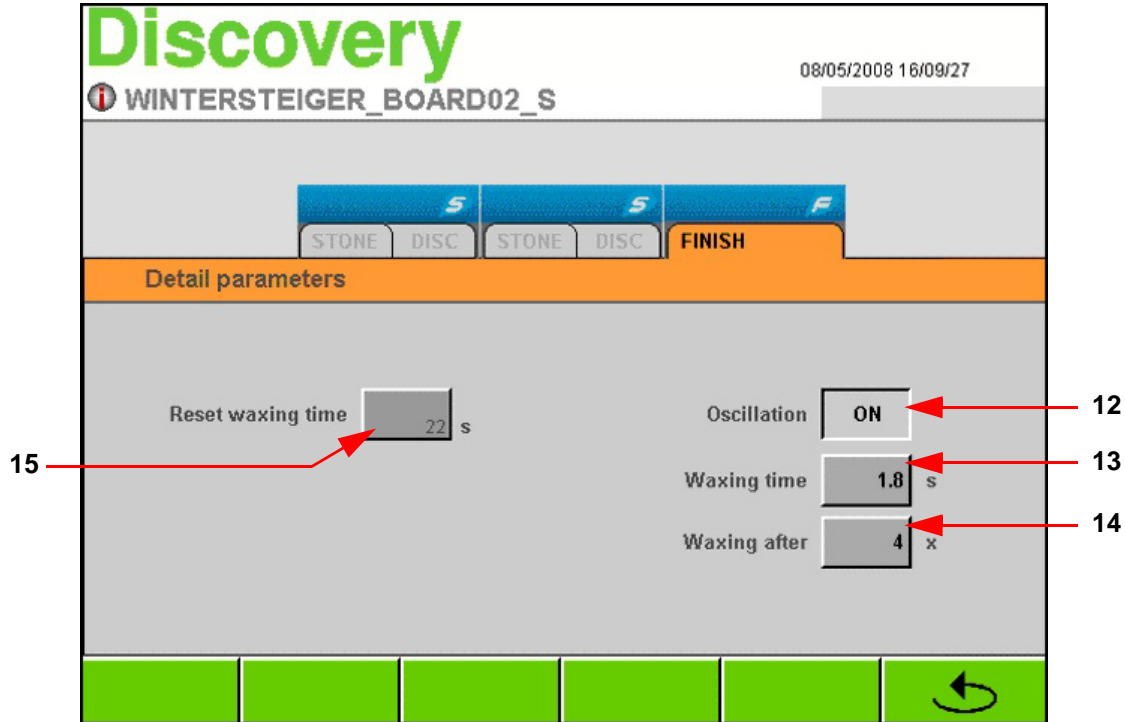 Discovery
08/05/2008 16/09/27
WINTERSTEIGER_BOARD02_S
S S F
STONE DISC STONE DISC FINISH
Detail parameters
Reset waxing time 22 s
Oscillation ON 12
15
Waxing time 1.8 s 13
Waxing after 4 x 14